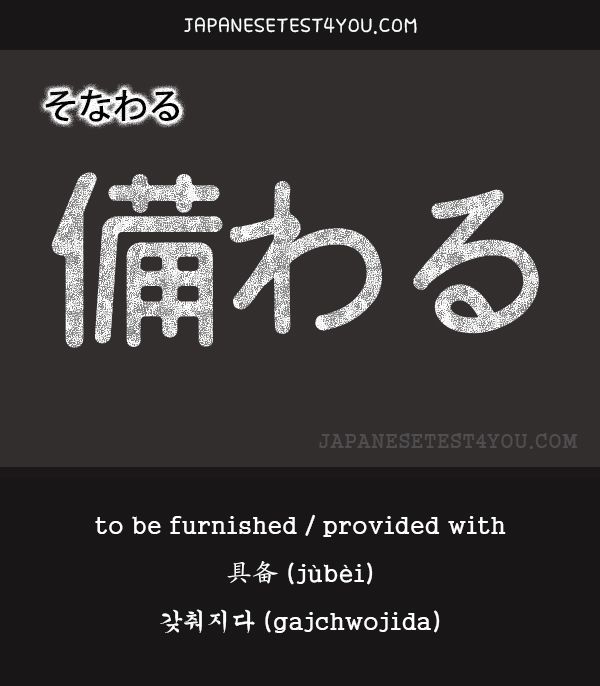 JAPANESETEST4YOU.COM
そなわる
備わる
JAPANESETEST4YOU.COM
to be furnished / provided with
具备 (jùbèi)
갖춰지다 (gajchwojida)